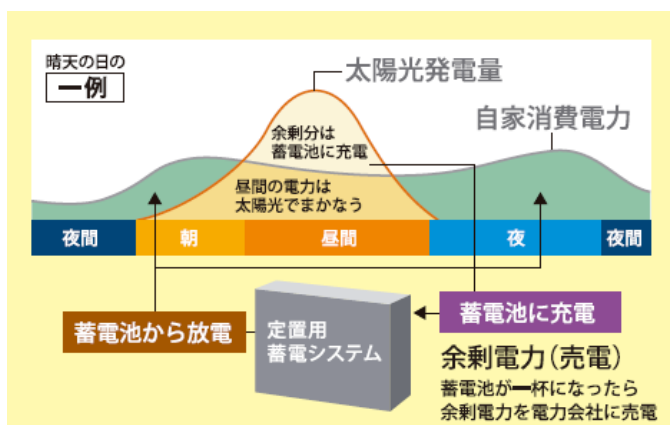 晴天の日の
一例
太陽光発電量
自家消費電力
余剰分は
蓄電池に充電
昼間の電力は
太陽光でまかなう
夜間
朝
昼間
夜
夜間
蓄電池から放電
定置用
蓄電システム
蓄電池に充電
余剰電力(売電)
蓄電池が一杯になったら
余剰電力を電力会社に売電